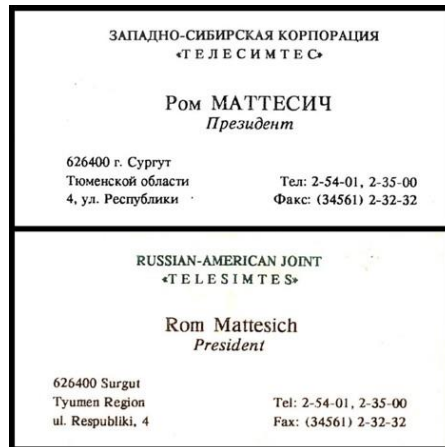 ЗАПАДНО-СИБИРСКАЯ КОРПОРАЦИЯ
«ТЕЛЕСИМТЕС»
Ром МАТТЕСИЧ
Президент
626400 г. Сургут
Тюменской области
4, ул. Республики
Тел: 2-54-01, 2-35-00
Факс: (34561) 2-32-32
RUSSIAN-AMERICAN JOINT
«TELESIMTES»
Rom Mattesich
President
626400 Surgut
Tyumen Region
ul. Respubliki, 4
Tel: 2-54-01, 2-35-00
Fax: (34561) 2-32-32